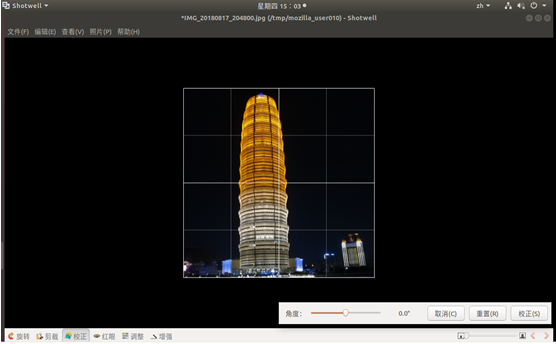 Shotwell
星期四 15：03
zh
*IMG_20180817_204800.jpg (/tmp/mozilla_user010) - Shotwell
文件(F) 编辑(E) 查看(V) 照片(P) 帮助(H)
角度: 0.0° 取消(C) 重置(R) 校正(S)
旋转 剪裁 校正 红眼 调整 增强